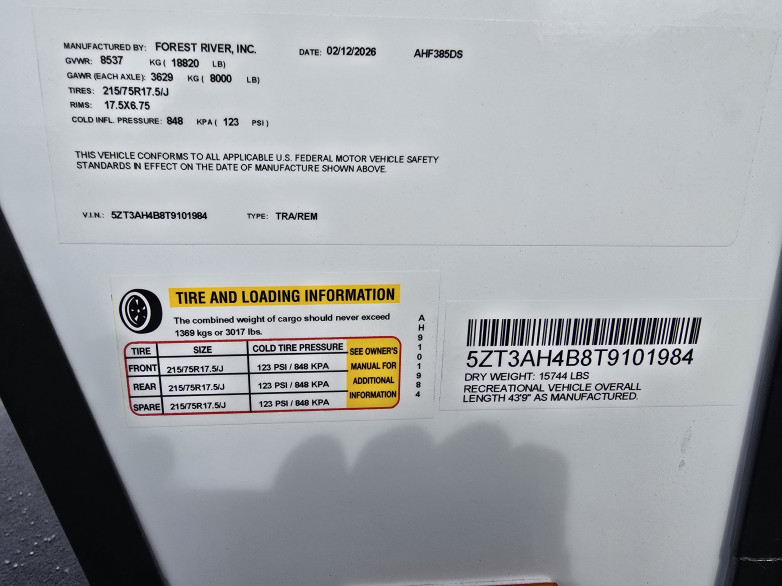 MANUFACTURED BY: FOREST RIVER, INC. DATE: 02/12/2026 AHF385DS
GVWR: 8537 KG ( 18820 LB)
GAWR (EACH AXLE): 3629 KG ( 8000 LB)
TIRES: 215/75R17.5/J
RIMS: 17.5X6.75
COLD INFL. PRESSURE: 848 KPA ( 123 PSI )
THIS VEHICLE CONFORMS TO ALL APPLICABLE U.S. FEDERAL MOTOR VEHICLE SAFETY
STANDARDS IN EFFECT ON THE DATE OF MANUFACTURE SHOWN ABOVE.
V.I.N.: 5ZT3AH4B8T9101984 TYPE: TRA/REM
TIRE AND LOADING INFORMATION
The combined weight of cargo should never exceed
1369 kgs or 3017 lbs.
TIRE SIZE COLD TIRE PRESSURE
FRONT 215/75R17.5/J 123 PSI / 848 KPA
REAR 215/75R17.5/J 123 PSI / 848 KPA
SPARE 215/75R17.5/J 123 PSI / 848 KPA
SEE OWNER'S
MANUAL FOR
ADDITIONAL
INFORMATION
AH9101984
5ZT3AH4B8T9101984
DRY WEIGHT: 15744 LBS
RECREATIONAL VEHICLE OVERALL
LENGTH 43'9" AS MANUFACTURED.